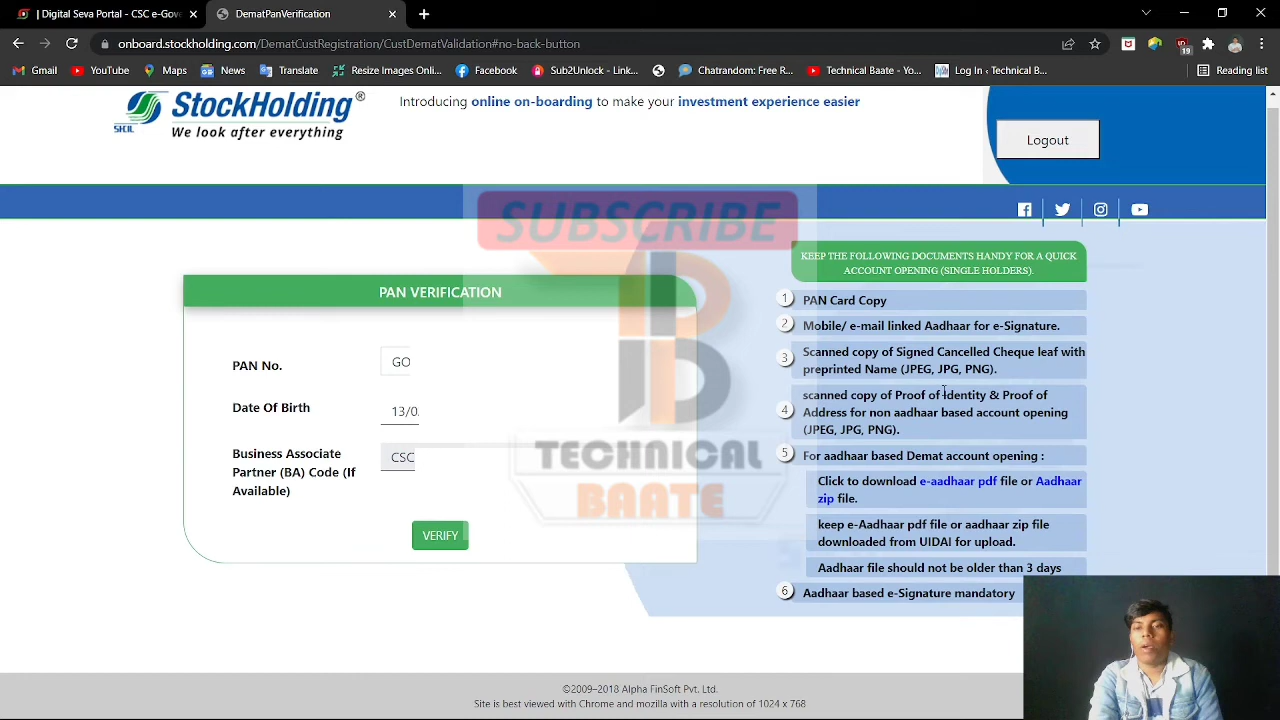 | Digital Seva Portal - CSC e-Gov
DematPanVerification
onboard.stockholding.com/DematCustRegistration/CustDematValidation#no-back-button
Gmail
YouTube
Maps
News
Translate
Resize Images Onl...
Facebook
Sub2Unlock - Link...
Chatrandom: Free R...
Technical Baate - Yo...
Log In ‹ Technical B...
Reading list
19
SHCIL
StockHolding®
We look after everything
Introducing online on-boarding to make your investment experience easier
Logout
SUBSCRIBE
TECHNICAL
BAATE
PAN VERIFICATION
PAN No.
GO
Date Of Birth
13/0
Business Associate
Partner (BA) Code (If
Available)
CSC
VERIFY
KEEP THE FOLLOWING DOCUMENTS HANDY FOR A QUICK
ACCOUNT OPENING (SINGLE HOLDERS).
1 PAN Card Copy
2 Mobile/ e-mail linked Aadhaar for e-Signature.
3 Scanned copy of Signed Cancelled Cheque leaf with
preprinted Name (JPEG, JPG, PNG).
4 scanned copy of Proof of Identity & Proof of
Address for non aadhaar based account opening
(JPEG, JPG, PNG).
5 For aadhaar based Demat account opening :
Click to download e-aadhaar pdf file or Aadhaar
zip file.
keep e-Aadhaar pdf file or aadhaar zip file
downloaded from UIDAI for upload.
Aadhaar file should not be older than 3 days
6 Aadhaar based e-Signature mandatory
©2009–2018 Alpha FinSoft Pvt. Ltd.
Site is best viewed with Chrome and mozilla with a resolution of 1024 x 768